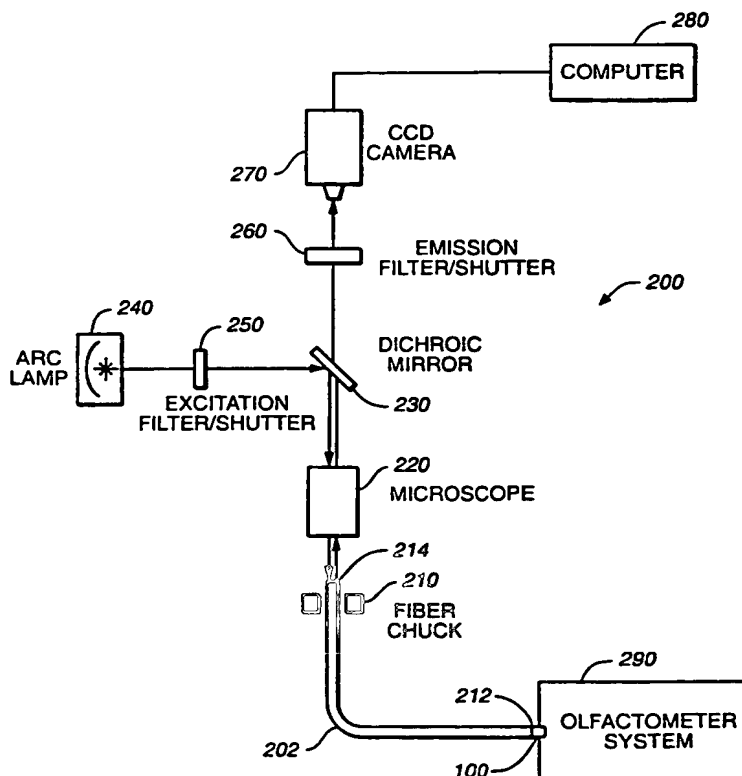 280
COMPUTER
CCD
CAMERA
270
260
EMISSION
FILTER/SHUTTER
200
240
250
ARC
LAMP
DICHROIC
MIRROR
230
EXCITATION
FILTER/SHUTTER
220
MICROSCOPE
214
210
FIBER
CHUCK
290
212
OLFACTOMETER
SYSTEM
202
100